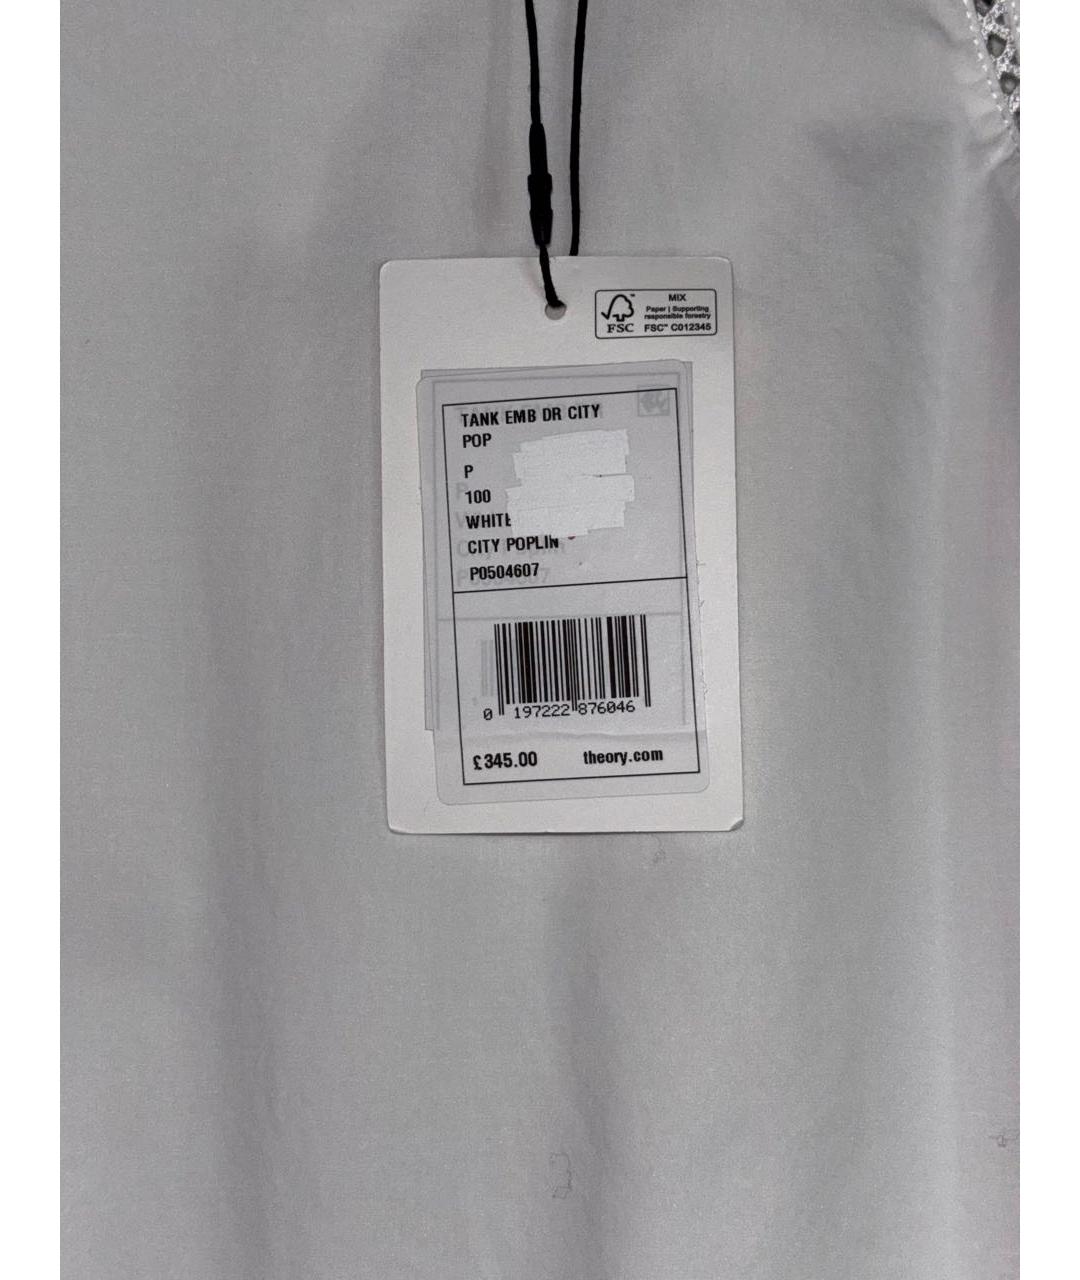 MIX
Paper | Supporting
responsible forestry
FSC™ C012345
FSC
TANK EMB DR CITY
POP
P
100
WHITE
CITY POPLIN
P0504607
0 197222 876046
£345.00 theory.com